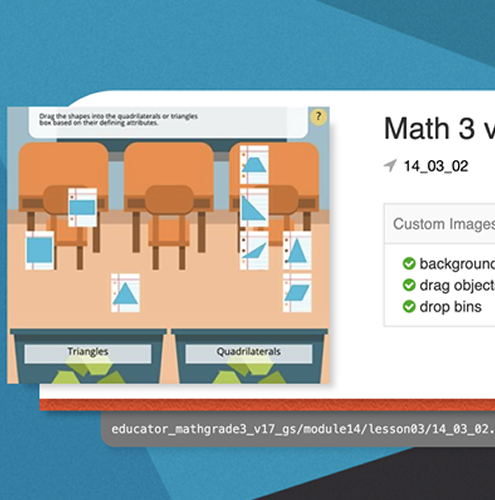 Drag the shapes into the quadrilaterals or triangles
box based on their defining attributes.
?
Math 3 v
14_03_02
Custom Images
background
drag objects
drop bins
Triangles
Quadrilaterals
educator_mathgrade3_v17_gs/module14/lesson03/14_03_02.